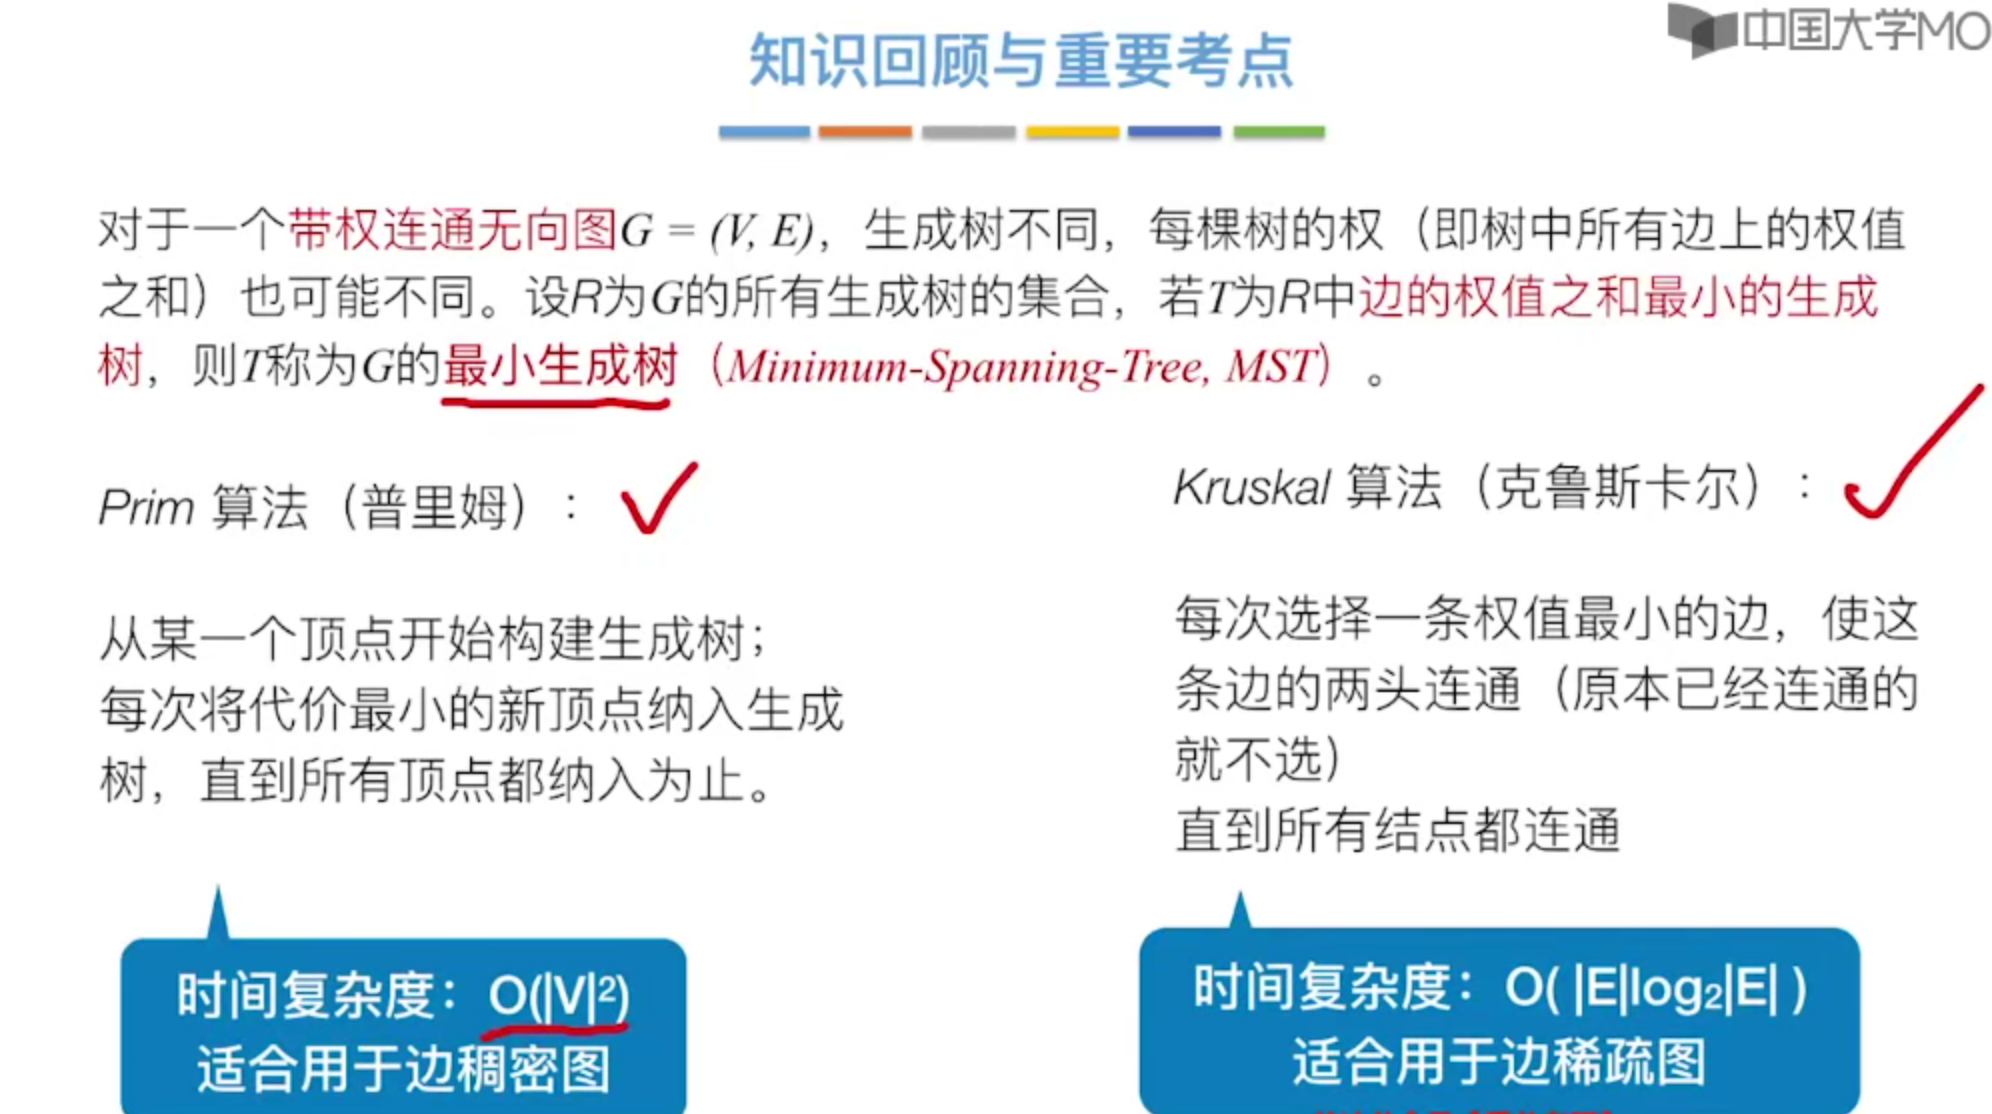 中国大学MO
知识回顾与重要考点
对于一个带权连通无向图G = (V, E)，生成树不同，每棵树的权（即树中所有边上的权值
之和）也可能不同。设R为G的所有生成树的集合，若T为R中边的权值之和最小的生成
树，则T称为G的最小生成树（Minimum-Spanning-Tree, MST）。
Prim 算法（普里姆）：
从某一个顶点开始构建生成树；
每次将代价最小的新顶点纳入生成
树，直到所有顶点都纳入为止。
时间复杂度：O(|V|²)
适合用于边稠密图
Kruskal 算法（克鲁斯卡尔）：
每次选择一条权值最小的边，使这
条边的两头连通（原本已经连通的
就不选）
直到所有结点都连通
时间复杂度：O( |E|log₂|E| )
适合用于边稀疏图